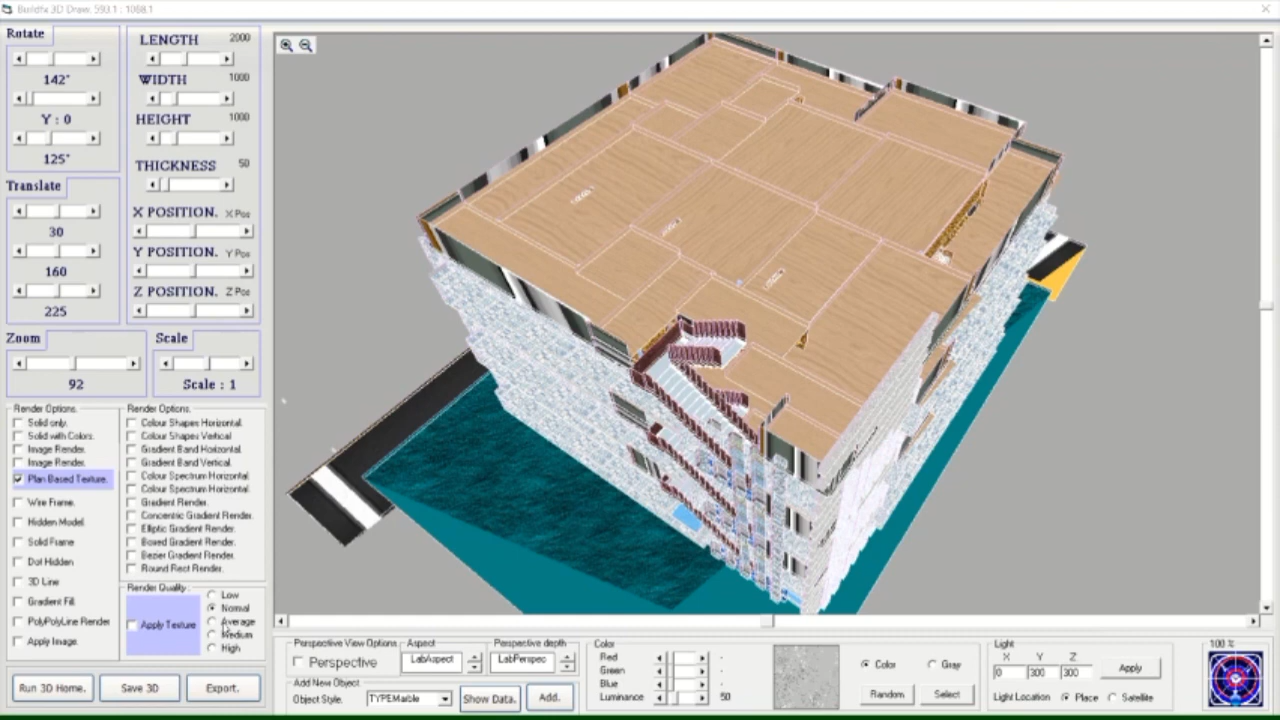 Buildfix 3D Draw: 593.1 : 1088.1
Rotate
142°
Y : 0
125°
Translate
30
160
225
Zoom
92
LENGTH 2000
WIDTH 1000
HEIGHT 1000
THICKNESS 50
X POSITION. X Pos
Y POSITION. Y Pos
Z POSITION. Z Pos
Scale
Scale : 1
Render Options.
Solid only.
Solid with Colors.
Image Render.
Image Render.
Plan Based Texture.
Wire Frame.
Hidden Model
Solid Frame
Dot Hidden
3D Line
Gradient Fill.
PolyPolyLine Render
Apply Image.
Render Options.
Colour Shapes Horizontal.
Colour Shapes Vertical
Gradient Band Horizontal.
Gradient Band Vertical.
Colour Spectrum Horizontal.
Colour Spectrum Horizontal.
Gradient Render.
Concentric Gradient Render.
Elliptic Gradient Render.
Boxed Gradient Render.
Bezier Gradient Render.
Round Rect Render.
Render Quality :
Apply Texture
Low
Normal
Average
Medium
High
Run 3D Home.
Save 3D
Export.
Perspective View Options.
Perspective
Aspect
LabAspect
Perspective depth
LabPerspec
Add New Object
Object Style.
TYPEMarble
Show Data.
Add.
Color
Red
Green
Blue
Luminance 50
Color
Gray
Random
Select
Light
X Y Z
0 300 300
Apply
Light Location
Place
Satellite
100 %